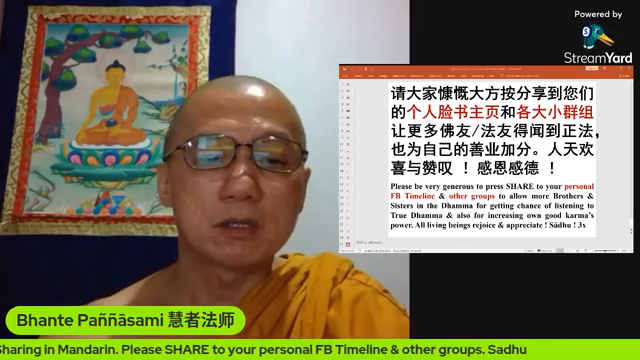 Powered by
StreamYard
请大家慷慨大方按分享到您们
的个人脸书主页和各大小群组
让更多佛友/法友得闻到正法，
也为自己的善业加分。人天欢
喜与赞叹 ！感恩感德 ！
Please be very generous to press SHARE to your personal
FB Timeline & other groups to allow more Brothers &
Sisters in the Dhamma for getting chance of listening to
True Dhamma & also for increasing own good karma's
power. All living beings rejoice & appreciate ! Sādhu ! 3x
Bhante Paññāsami 慧者法师
Sharing in Mandarin. Please SHARE to your personal FB Timeline & other groups. Sadhu